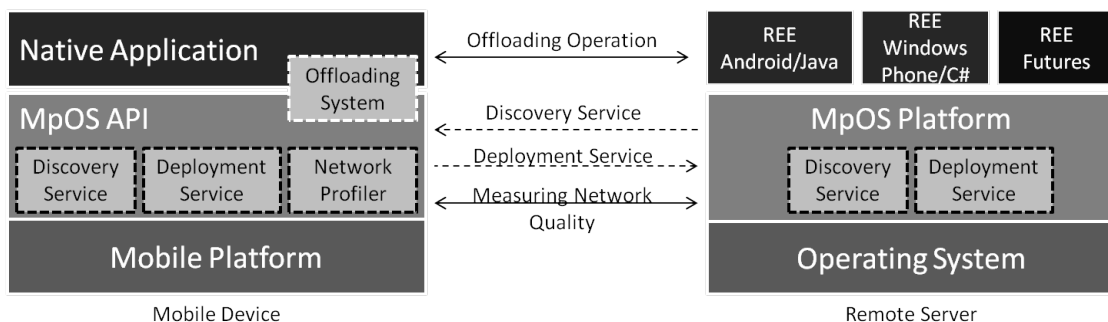 Native Application
Offloading
System
MpOS API
Discovery
Service
Deployment
Service
Network
Profiler
Mobile Platform
Mobile Device
Offloading Operation
Discovery Service
Deployment Service
Measuring Network
Quality
REE
Android/Java
REE
Windows
Phone/C#
REE
Futures
MpOS Platform
Discovery
Service
Deployment
Service
Operating System
Remote Server